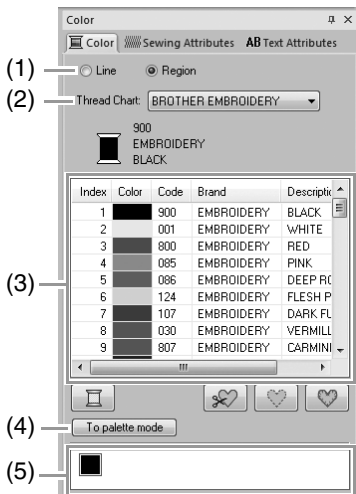 Color
Color Sewing Attributes AB Text Attributes
(1) Line Region
(2) Thread Chart: BROTHER EMBROIDERY
900
EMBROIDERY
BLACK
(3)
Index Color Code Brand Descriptic
1 900 EMBROIDERY BLACK
2 001 EMBROIDERY WHITE
3 800 EMBROIDERY RED
4 085 EMBROIDERY PINK
5 086 EMBROIDERY DEEP RO
6 124 EMBROIDERY FLESH P
7 107 EMBROIDERY DARK FU
8 030 EMBROIDERY VERMILL
9 807 EMBROIDERY CARMINI
(4) To palette mode
(5)